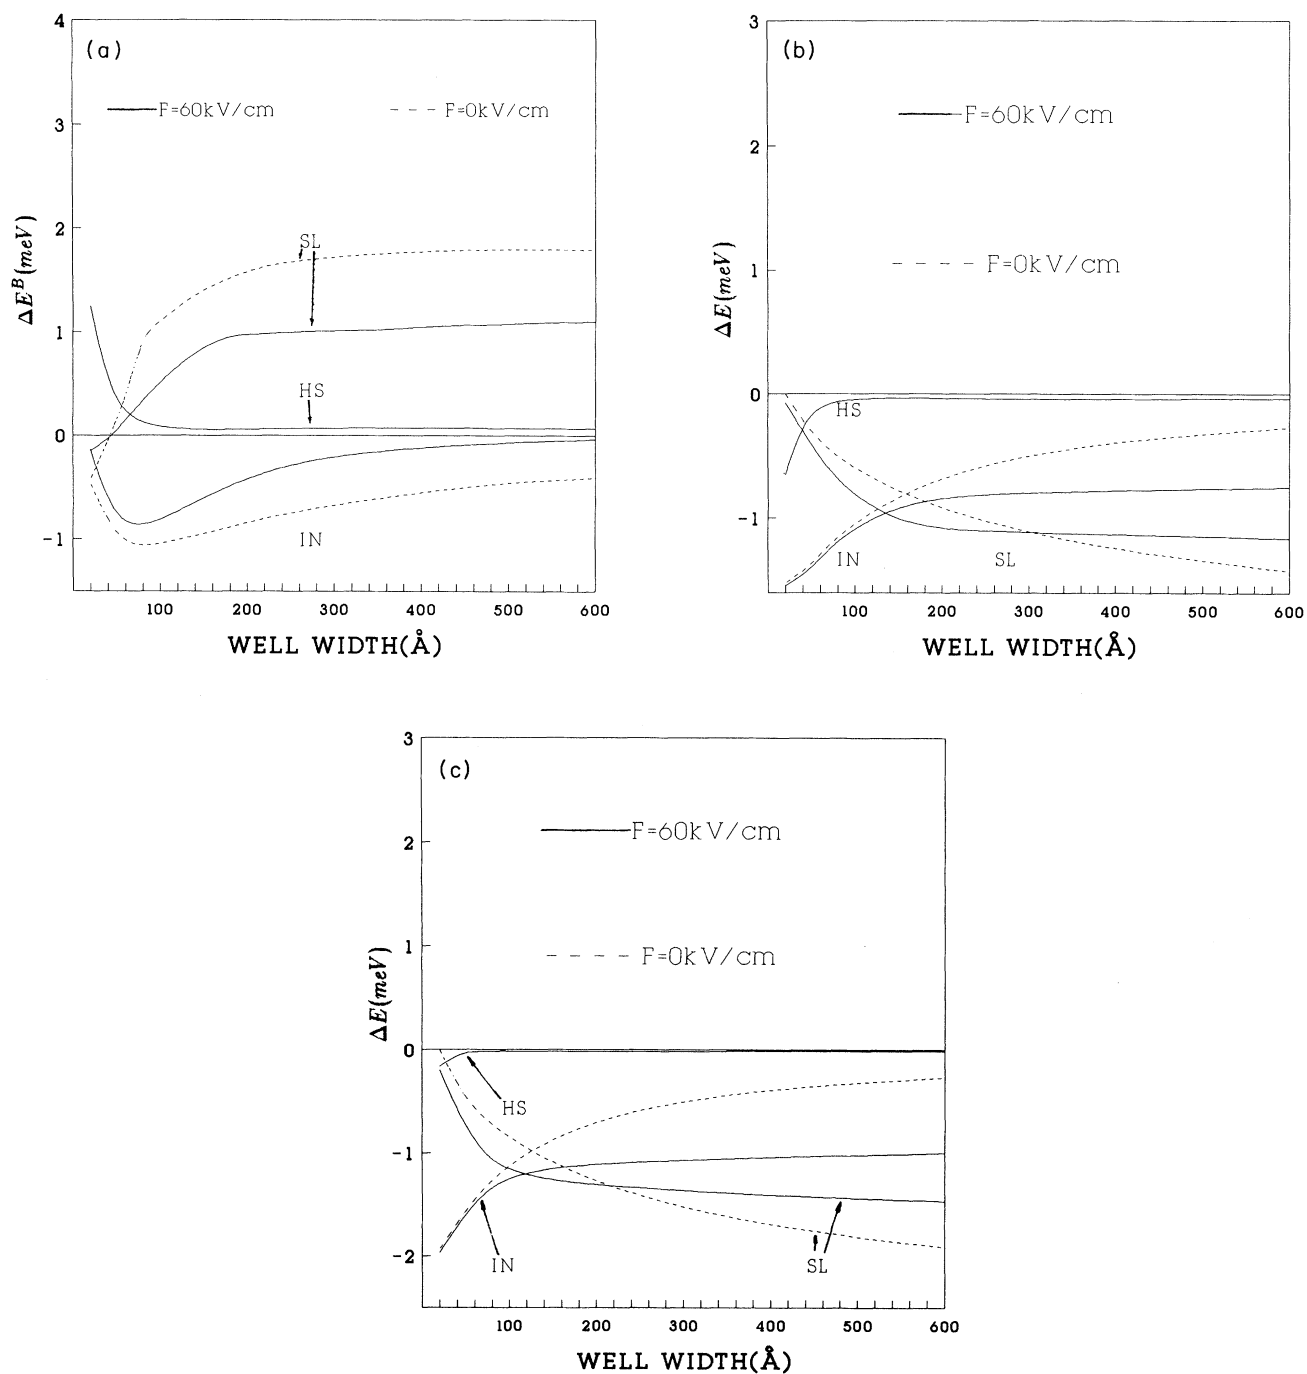 (a)
F=60kV/cm
F=0kV/cm
4
3
2
1
0
-1
ΔE^B(meV)
SL
HS
IN
100 200 300 400 500 600
WELL WIDTH(Å)
(b)
F=60kV/cm
F=0kV/cm
3
2
1
0
-1
ΔE(meV)
HS
IN
SL
100 200 300 400 500 600
WELL WIDTH(Å)
(c)
F=60kV/cm
F=0kV/cm
3
2
1
0
-1
-2
ΔE(meV)
HS
IN
SL
100 200 300 400 500 600
WELL WIDTH(Å)